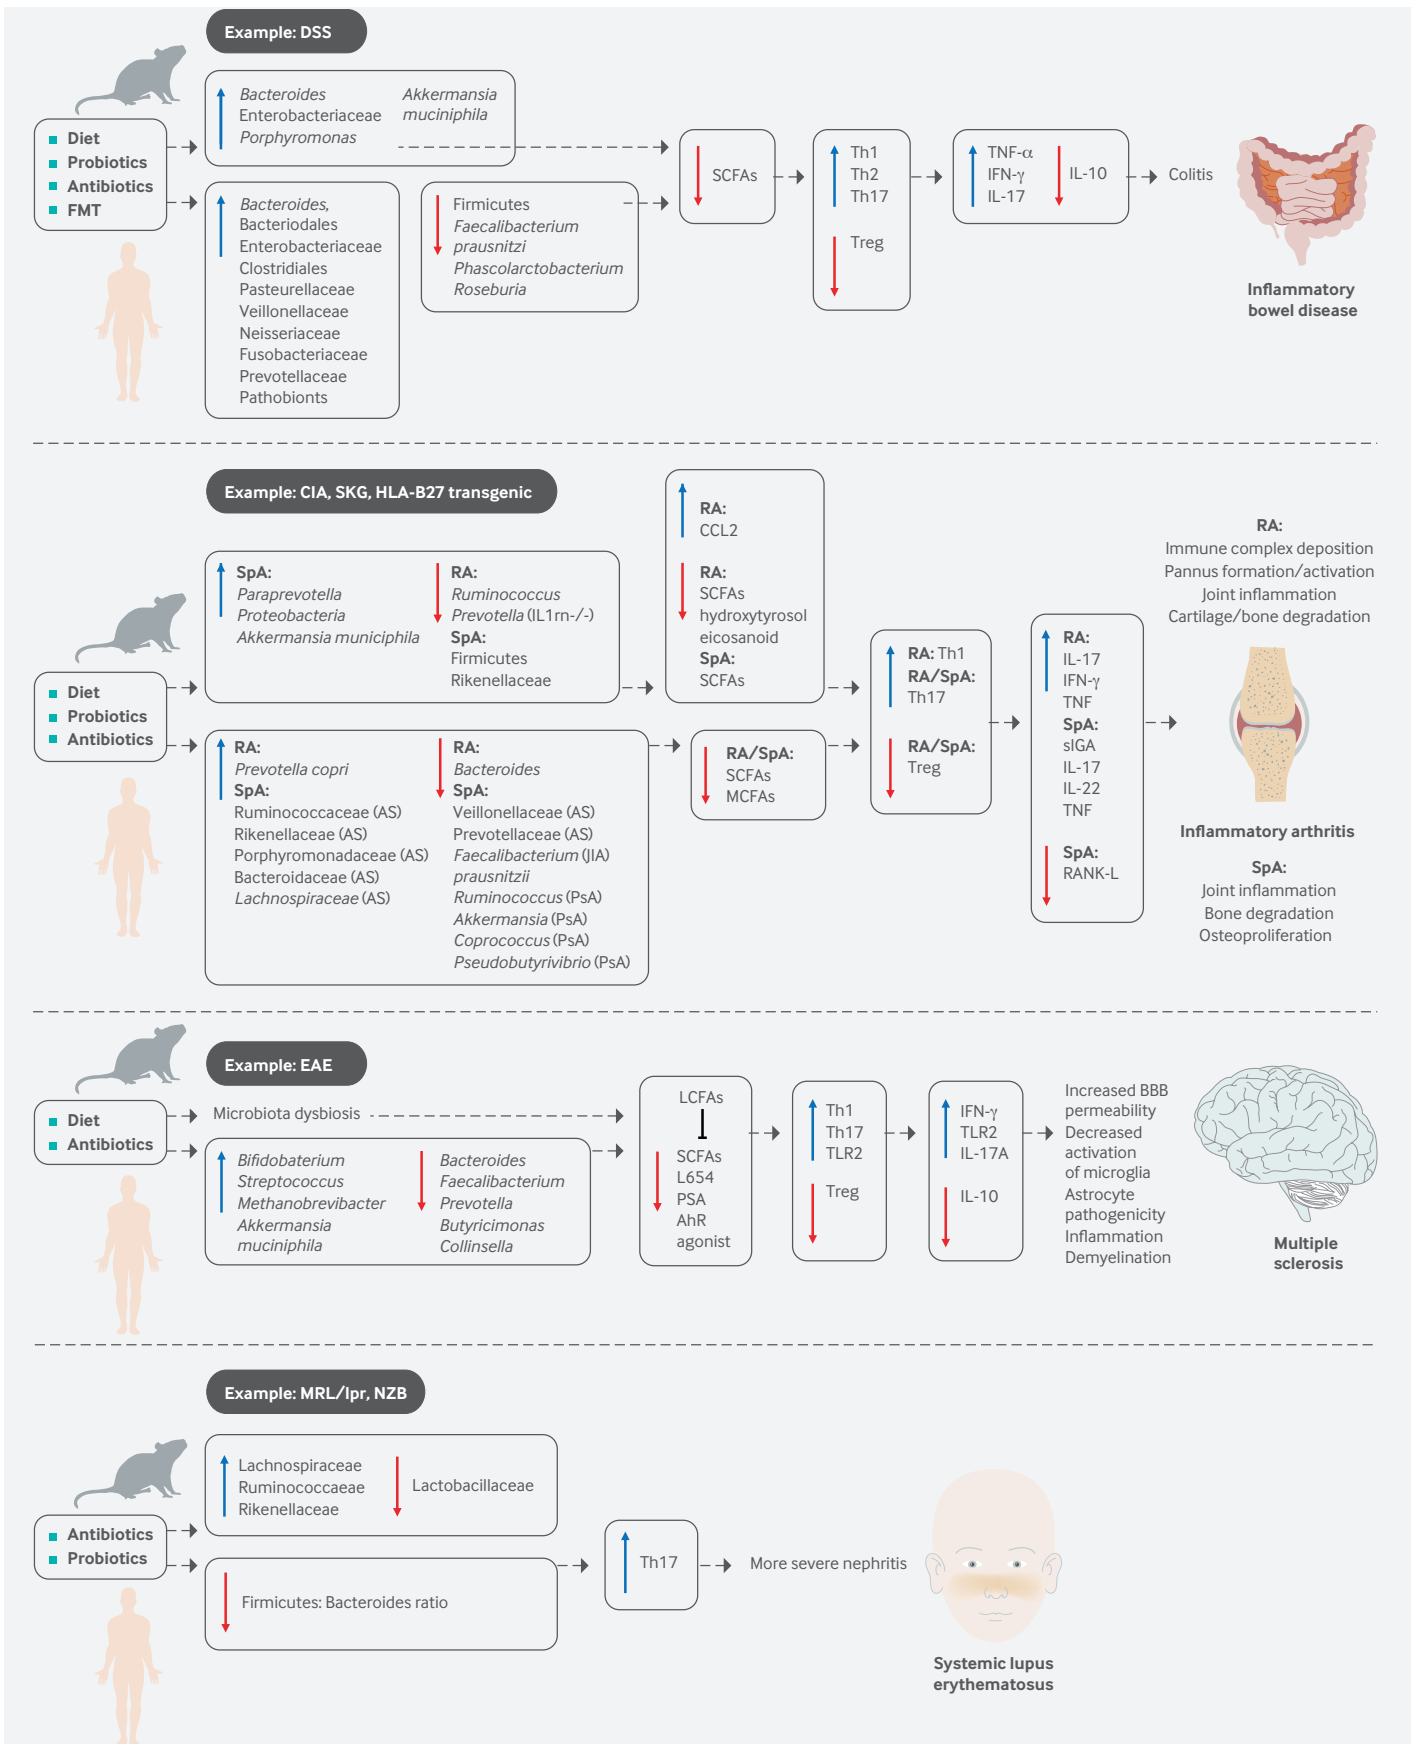 Example: DSS
Diet
Probiotics
Antibiotics
FMT
Bacteroides
Enterobacteriaceae
Porphyromonas
Akkermansia
muciniphila
Bacteroides,
Bacteriodales
Enterobacteriaceae
Clostridiales
Pasteurellaceae
Veillonellaceae
Neisseriaceae
Fusobacteriaceae
Prevotellaceae
Pathobionts
Firmicutes
Faecalibacterium
prausnitzi
Phascolarctobacterium
Roseburia
SCFAs
Th1
Th2
Th17
Treg
TNF-α
IFN-γ
IL-17
IL-10
Colitis
Inflammatory
bowel disease
Example: CIA, SKG, HLA-B27 transgenic
Diet
Probiotics
Antibiotics
SpA:
Paraprevotella
Proteobacteria
Akkermansia municiphila
RA:
Ruminococcus
Prevotella (IL1rn-/-)
SpA:
Firmicutes
Rikenellaceae
RA:
Prevotella copri
SpA:
Ruminococcaceae (AS)
Rikenellaceae (AS)
Porphyromonadaceae (AS)
Bacteroidaceae (AS)
Lachnospiraceae (AS)
RA:
Bacteroides
SpA:
Veillonellaceae (AS)
Prevotellaceae (AS)
Faecalibacterium (JIA)
prausnitzii
Ruminococcus (PsA)
Akkermansia (PsA)
Coprococcus (PsA)
Pseudobutyrivibrio (PsA)
RA:
CCL2
RA:
SCFAs
hydroxytyrosol
eicosanoid
SpA:
SCFAs
RA/SpA:
SCFAs
MCFAs
RA: Th1
RA/SpA:
Th17
RA/SpA:
Treg
RA:
IL-17
IFN-γ
TNF
SpA:
sIGA
IL-17
IL-22
TNF
SpA:
RANK-L
RA:
Immune complex deposition
Pannus formation/activation
Joint inflammation
Cartilage/bone degradation
Inflammatory arthritis
SpA:
Joint inflammation
Bone degradation
Osteoproliferation
Example: EAE
Diet
Antibiotics
Microbiota dysbiosis
Bifidobaterium
Streptococcus
Methanobrevibacter
Akkermansia
muciniphila
Bacteroides
Faecalibacterium
Prevotella
Butyricimonas
Collinsella
LCFAs
SCFAs
L654
PSA
AhR
agonist
Th1
Th17
TLR2
Treg
IFN-γ
TLR2
IL-17A
IL-10
Increased BBB
permeability
Decreased
activation
of microglia
Astrocyte
pathogenicity
Inflammation
Demyelination
Multiple
sclerosis
Example: MRL/lpr, NZB
Antibiotics
Probiotics
Lachnospiraceae
Ruminococcaeae
Rikenellaceae
Lactobacillaceae
Firmicutes: Bacteroides ratio
Th17
More severe nephritis
Systemic lupus
erythematosus